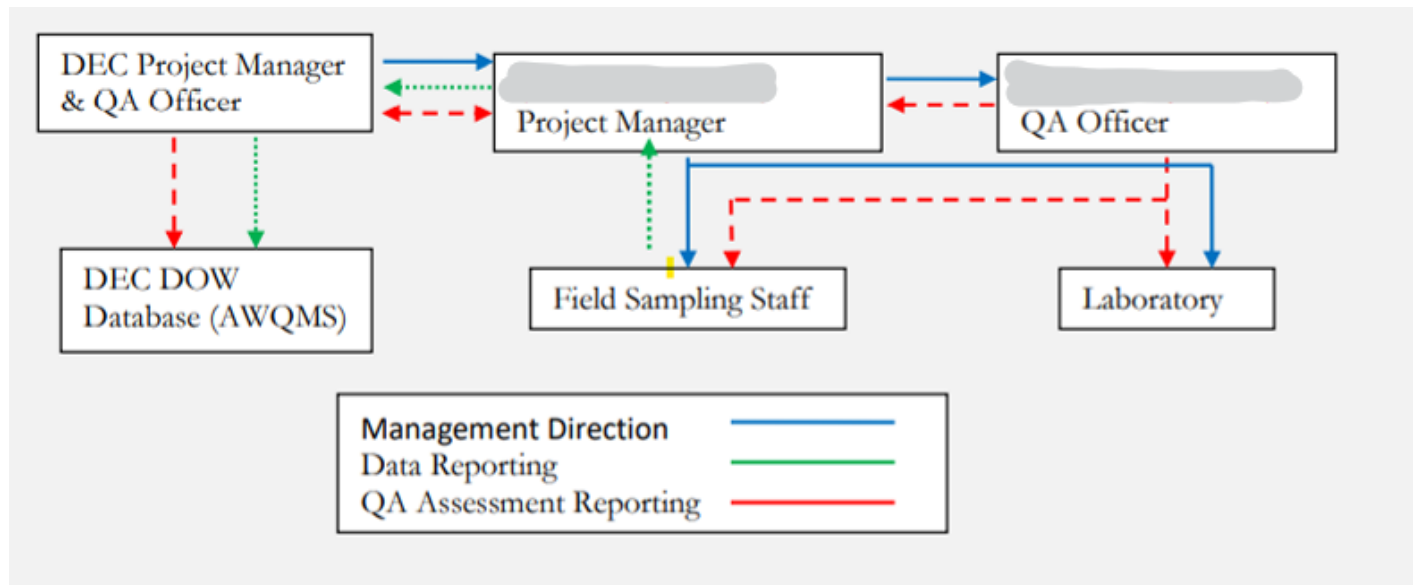 DEC Project Manager
& QA Officer
Project Manager
QA Officer
DEC DOW
Database (AWQMS)
Field Sampling Staff
Laboratory
Management Direction
Data Reporting
QA Assessment Reporting